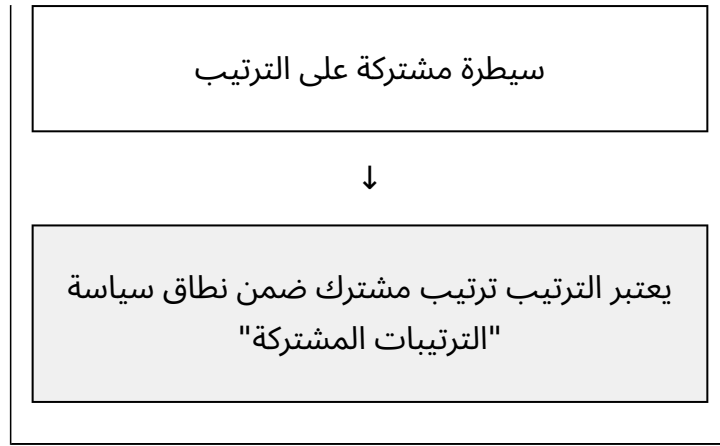 سيطرة مشتركة على الترتيب
↓
يعتبر الترتيب ترتيب مشترك ضمن نطاق سياسة
"الترتيبات المشتركة"